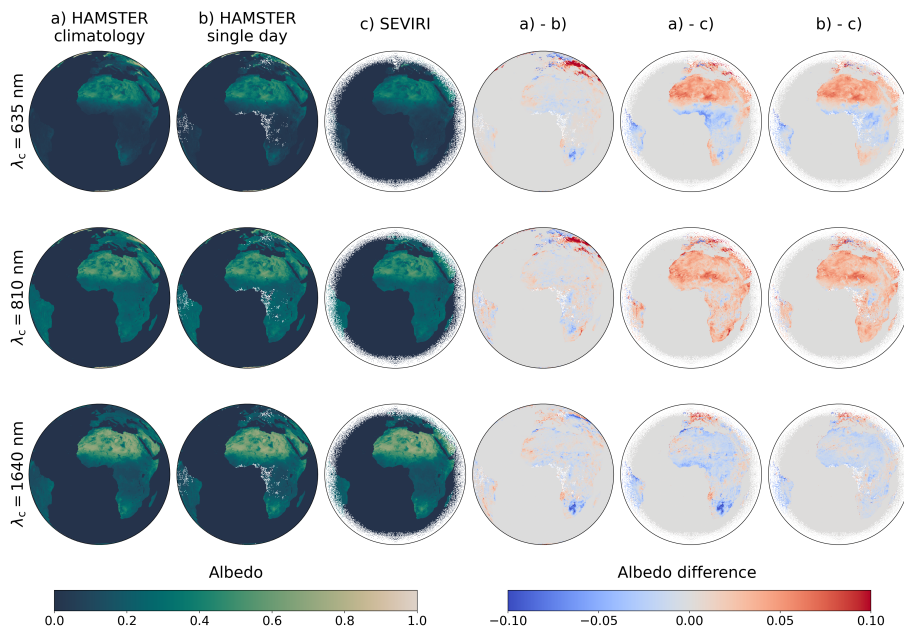 a) HAMSTER
climatology
b) HAMSTER
single day
c) SEVIRI
a) - b)
a) - c)
b) - c)
λc = 635 nm
λc = 810 nm
λc = 1640 nm
Albedo
0.0 0.2 0.4 0.6 0.8 1.0
Albedo difference
−0.10 −0.05 0.00 0.05 0.10